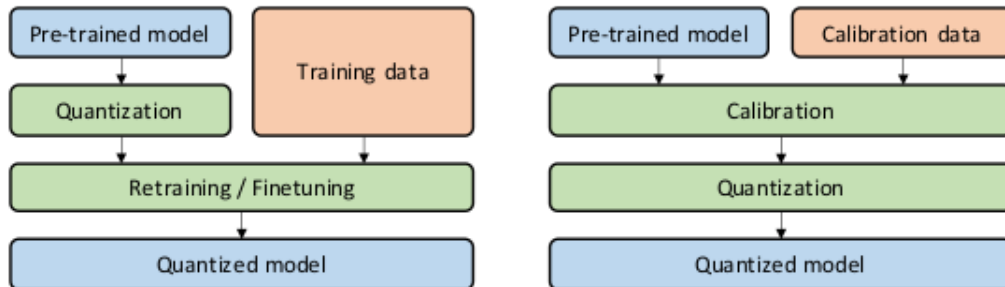 Pre-trained model
Training data
Quantization
Retraining / Finetuning
Quantized model
Pre-trained model
Calibration data
Calibration
Quantization
Quantized model